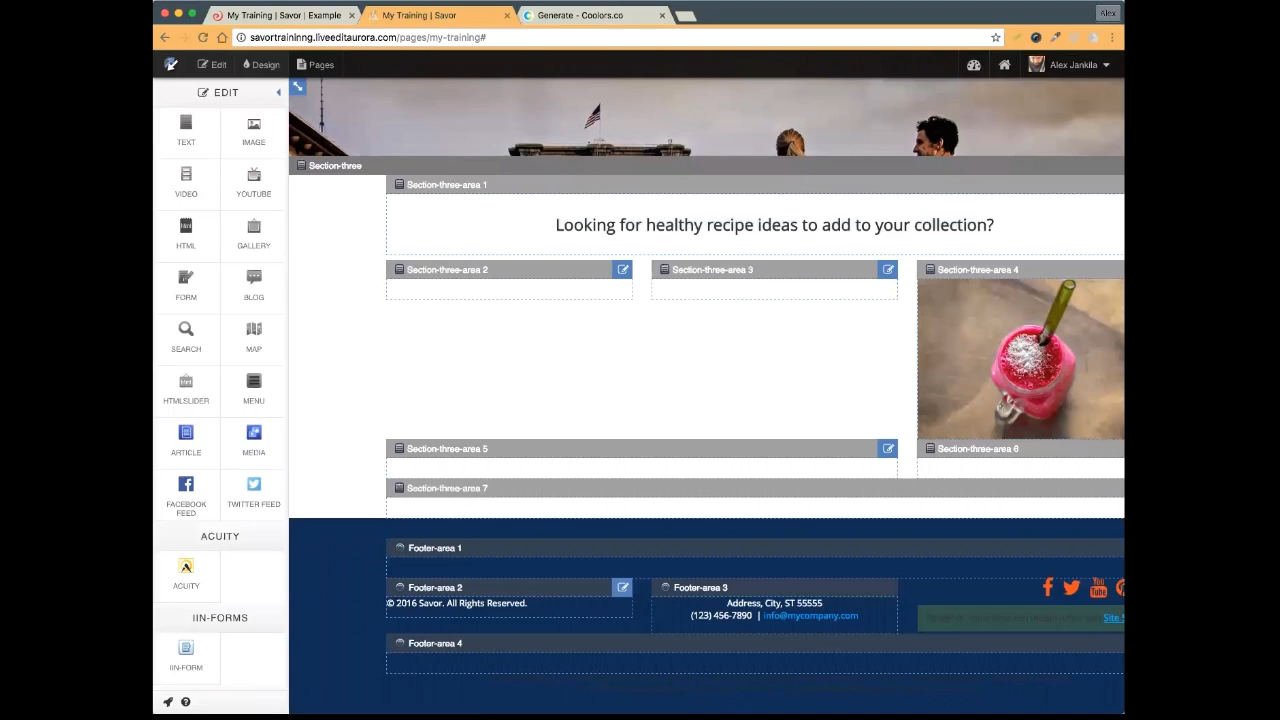 My Training | Savor | Example
My Training | Savor
Generate - Coolors.co
Alex
savortraininng.liveeditaurora.com/pages/my-training#
Edit
Design
Pages
Alex Jankila
EDIT
TEXT
IMAGE
VIDEO
YOUTUBE
HTML
GALLERY
FORM
BLOG
SEARCH
MAP
HTMLSLIDER
MENU
ARTICLE
MEDIA
FACEBOOK
FEED
TWITTER FEED
ACUITY
ACUITY
IIN-FORMS
IIN-FORM
Section-three
Section-three-area 1
Looking for healthy recipe ideas to add to your collection?
Section-three-area 2
Section-three-area 3
Section-three-area 4
Section-three-area 5
Section-three-area 6
Section-three-area 7
Footer-area 1
Footer-area 2
Footer-area 3
© 2016 Savor. All Rights Reserved.
Address, City, ST 55555
(123) 456-7890 | info@mycompany.com
You
Tube
Site
Footer-area 4